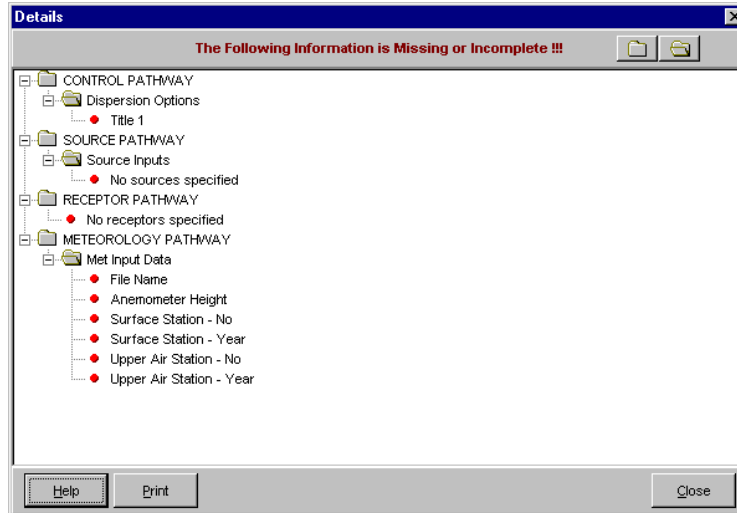 Details
The Following Information is Missing or Incomplete !!!
CONTROL PATHWAY
Dispersion Options
Title 1
SOURCE PATHWAY
Source Inputs
No sources specified
RECEPTOR PATHWAY
No receptors specified
METEOROLOGY PATHWAY
Met Input Data
File Name
Anemometer Height
Surface Station - No
Surface Station - Year
Upper Air Station - No
Upper Air Station - Year
Help Print Close